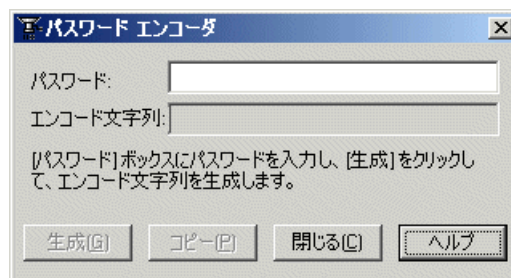 パスワード エンコーダ
パスワード:
エンコード文字列:
[パスワード] ボックスにパスワードを入力し、[生成] をクリックし
て、エンコード文字列を生成します。
生成(G) コピー(P) 閉じる(C) ヘルプ